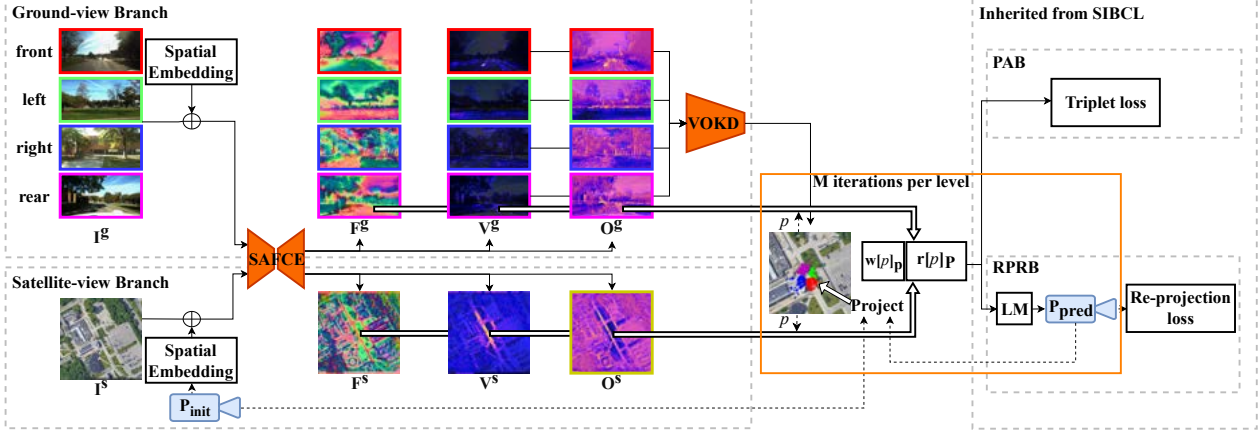 Ground-view Branch
Inherited from SIBCL
front
left
right
rear
Spatial
Embedding
I^g
F^g
V^g
O^g
VOKD
SAFCE
M iterations per level
p
w[p]_P
r[p]_P
Project
p
PAB
Triplet loss
RPRB
LM
P_pred
Re-projection
loss
Satellite-view Branch
Spatial
Embedding
I^s
P_init
F^s
V^s
O^s